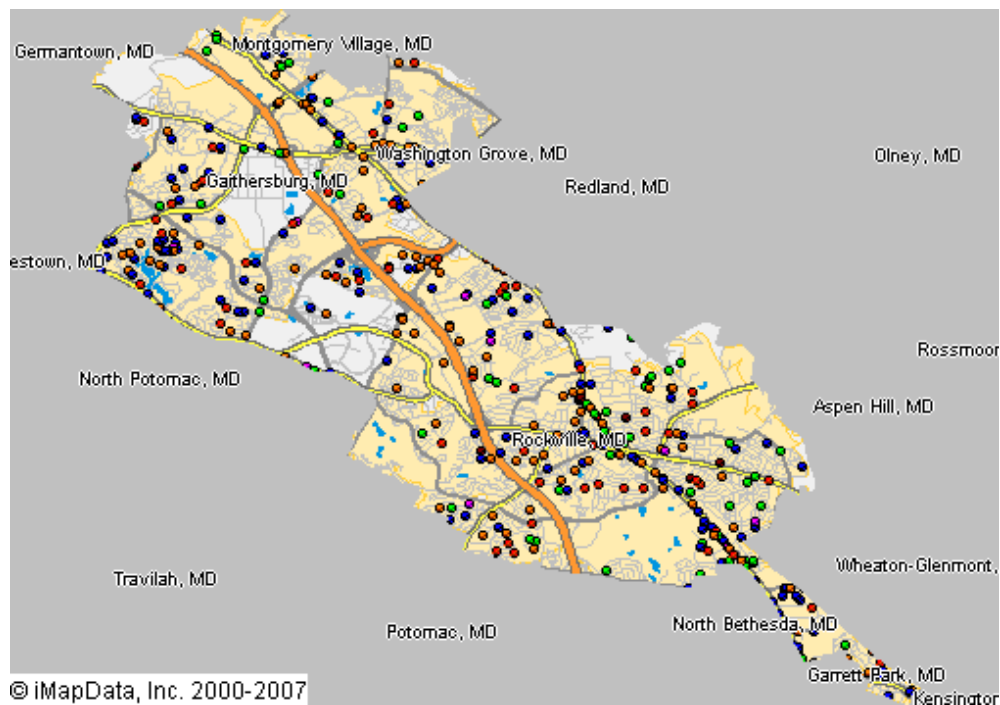 Germantown, MD
Montgomery Village, MD
Washington Grove, MD
Olney, MD
Gaithersburg, MD
Redland, MD
estown, MD
Rossmoor
North Potomac, MD
Aspen Hill, MD
Rockville, MD
Wheaton-Glenmont,
Travilah, MD
North Bethesda, MD
Potomac, MD
Garrett Park, MD
Kensington
© iMapData, Inc. 2000-2007